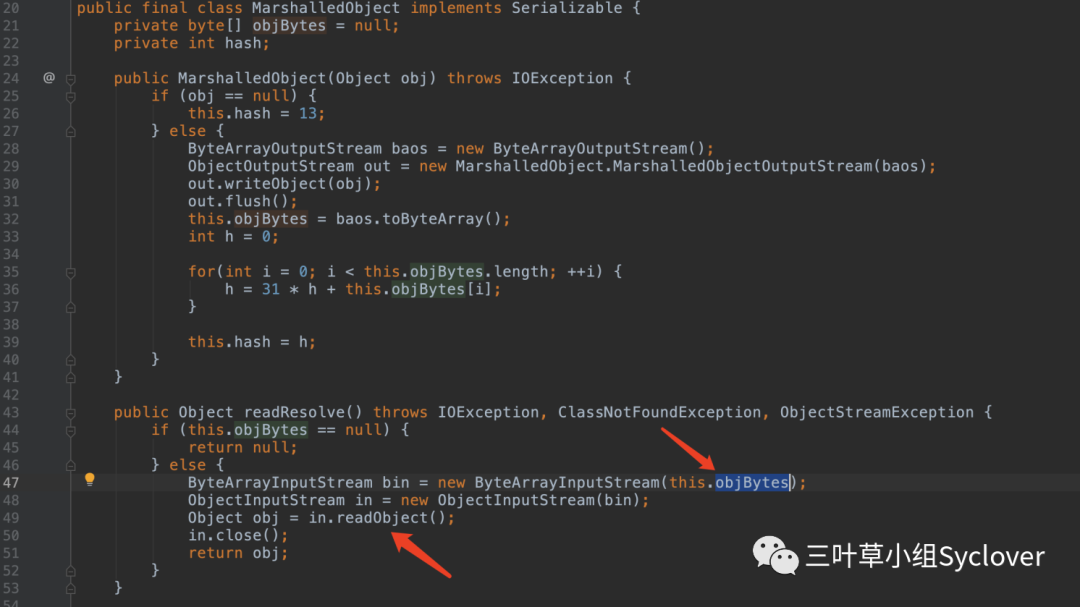 20 public final class MarshalledObject implements Serializable {
21 private byte[] objBytes = null;
22 private int hash;
23
24 @ public MarshalledObject(Object obj) throws IOException {
25 if (obj == null) {
26 this.hash = 13;
27 } else {
28 ByteArrayOutputStream baos = new ByteArrayOutputStream();
29 ObjectOutputStream out = new MarshalledObject.MarshalledObjectOutputStream(baos);
30 out.writeObject(obj);
31 out.flush();
32 this.objBytes = baos.toByteArray();
33 int h = 0;
34
35 for(int i = 0; i < this.objBytes.length; ++i) {
36 h = 31 * h + this.objBytes[i];
37 }
38
39 this.hash = h;
40 }
41 }
42
43 public Object readResolve() throws IOException, ClassNotFoundException, ObjectStreamException {
44 if (this.objBytes == null) {
45 return null;
46 } else {
47 ByteArrayInputStream bin = new ByteArrayInputStream(this.objBytes);
48 ObjectInputStream in = new ObjectInputStream(bin);
49 Object obj = in.readObject();
50 in.close();
51 return obj;
52 }
53 }
54
三叶草小组Syclover